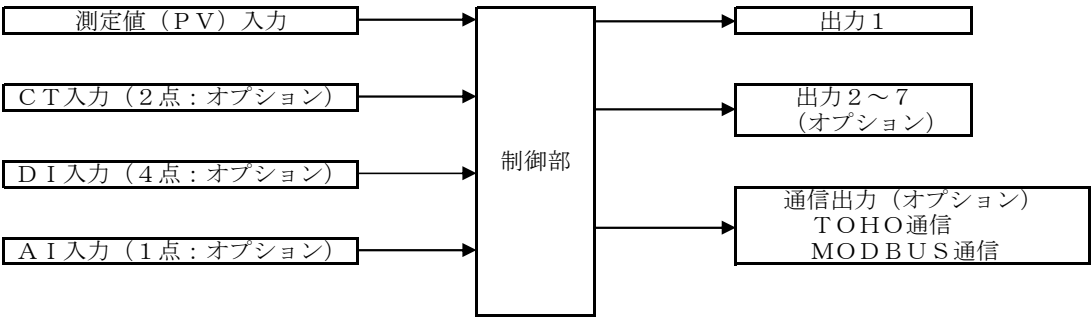 測定値（ＰＶ）入力
ＣＴ入力（２点：オプション）
ＤＩ入力（４点：オプション）
ＡＩ入力（１点：オプション）
制御部
出力１
出力２～７
（オプション）
通信出力（オプション）
ＴＯＨＯ通信
ＭＯＤＢＵＳ通信